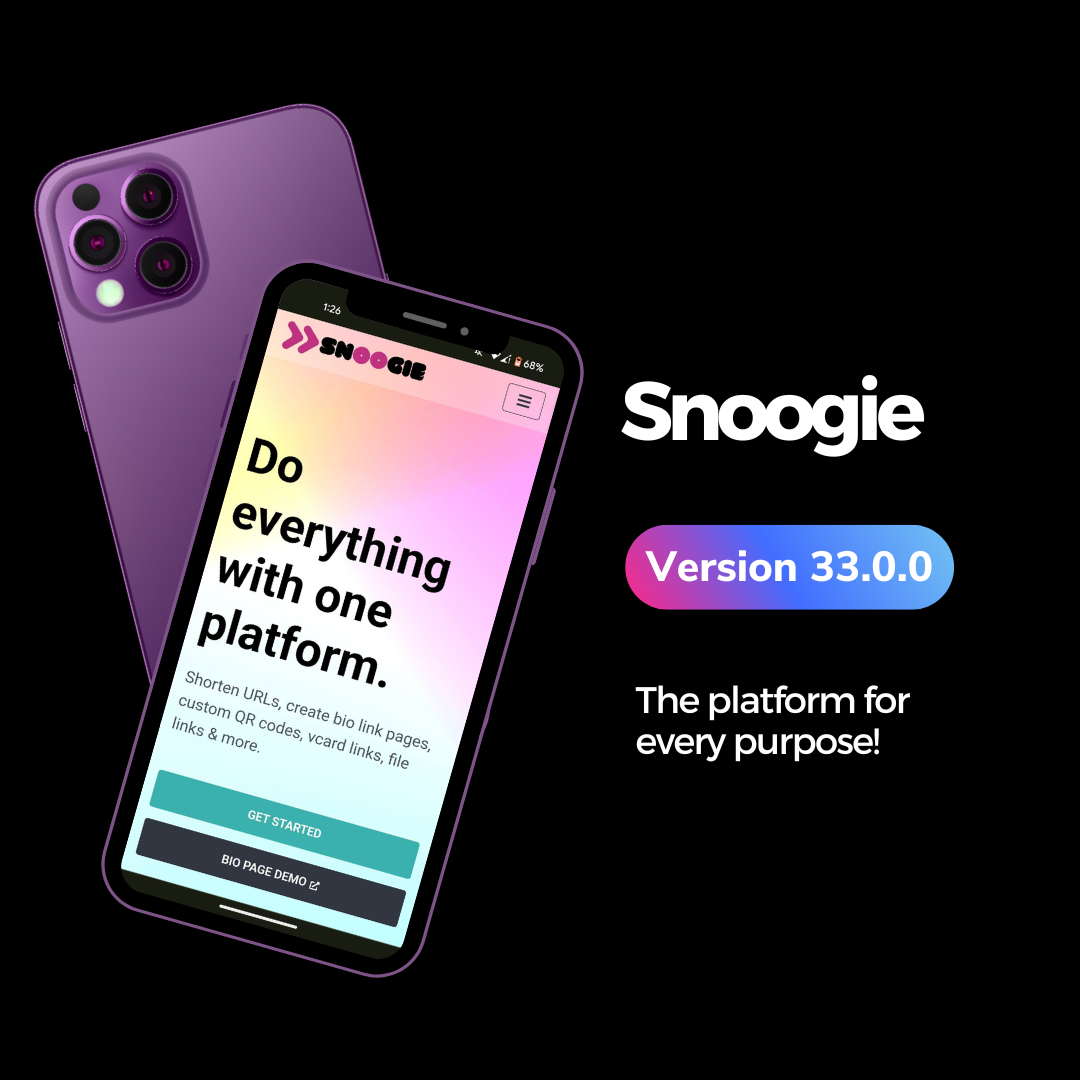 1:26
68%
SNOOGIE
Do
everything
with one
platform.
Shorten URLs, create bio link pages,
custom QR codes, vcard links, file
links & more.
GET STARTED
BIO PAGE DEMO
Snoogie
Version 33.0.0
The platform for
every purpose!